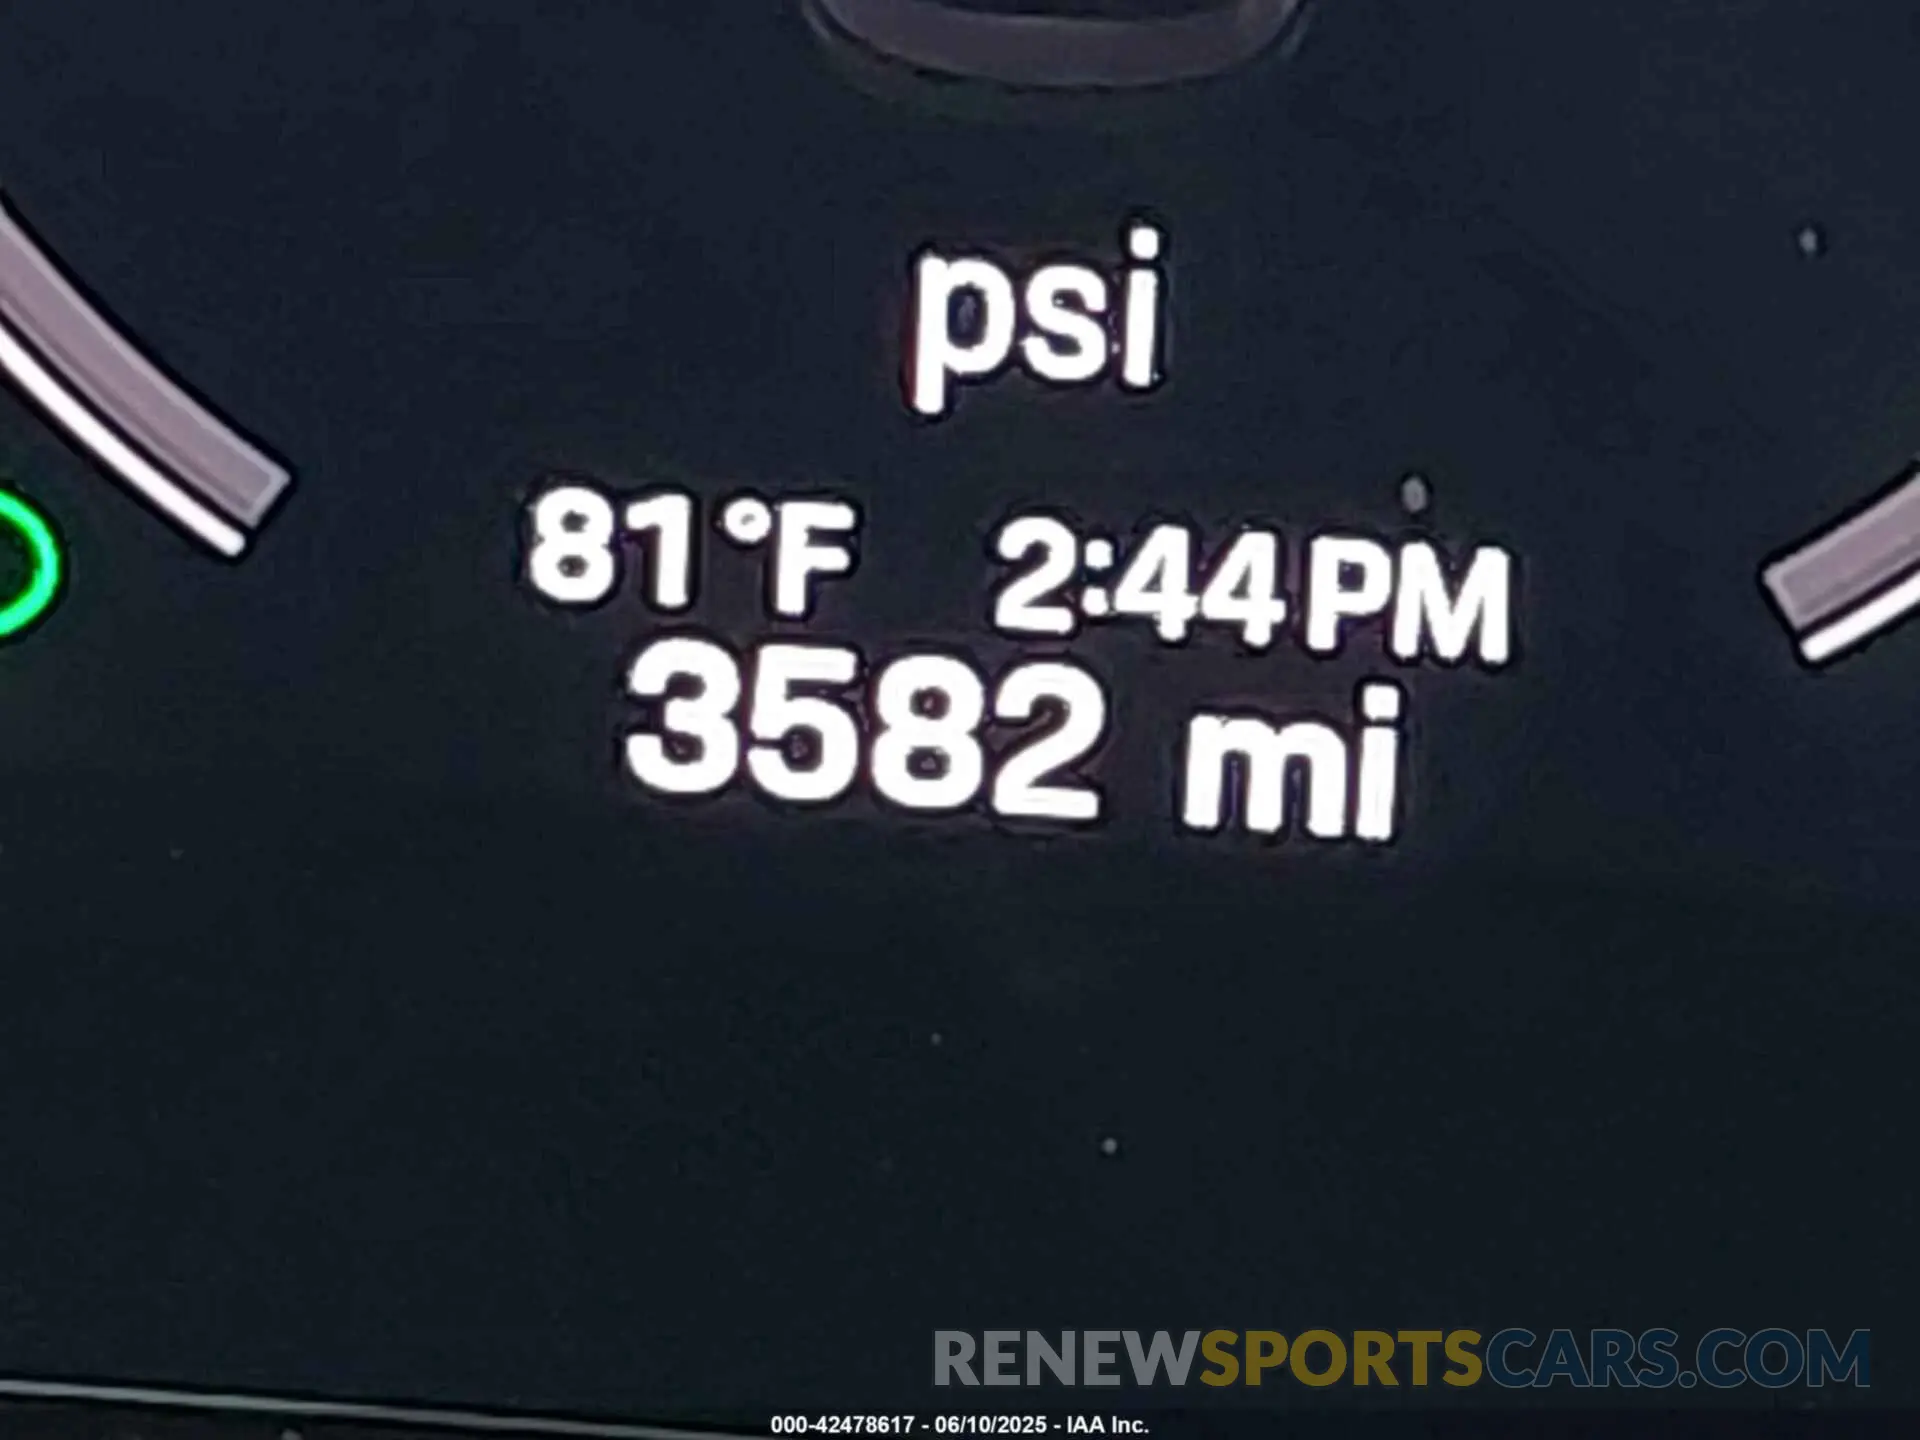 psi
81°F 2:44PM
3582 mi
RENEWSPORTSCARS.COM
000-42478617 - 06/10/2025 - IAA Inc.